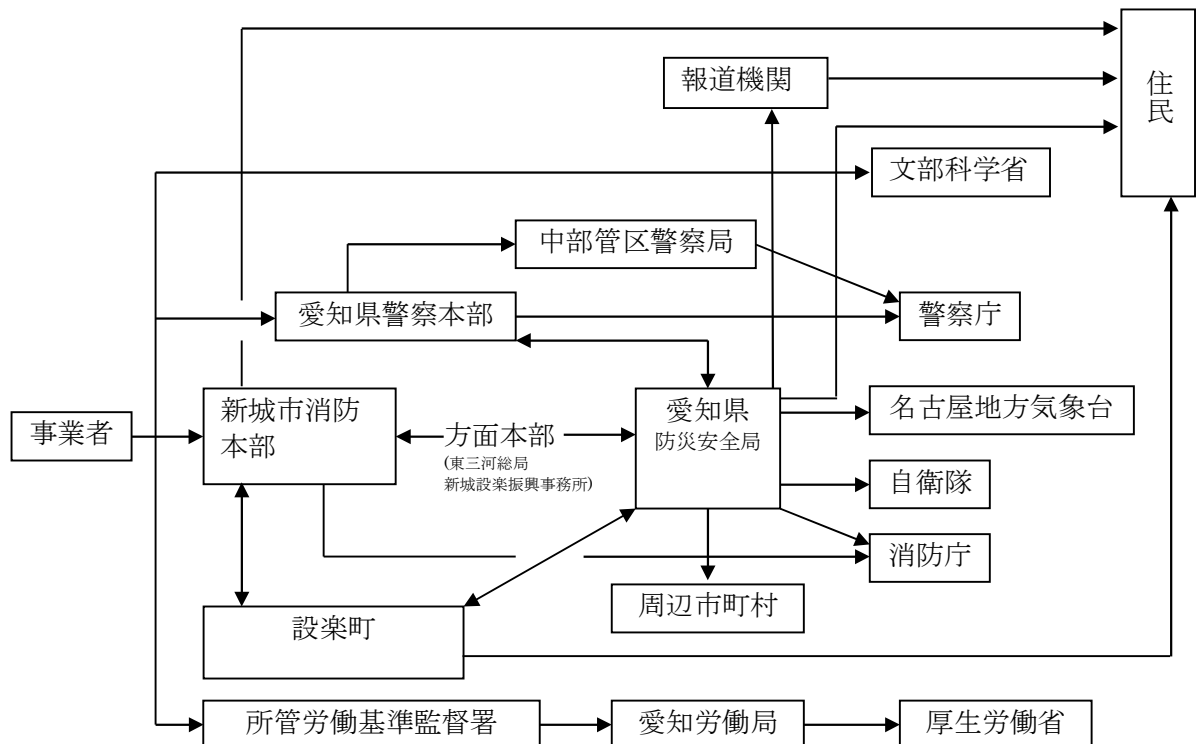 報道機関
住民
文部科学省
中部管区警察局
愛知県警察本部
警察庁
事業者
新城市消防
本部
方面本部
(東三河総局
新城設楽振興事務所)
愛知県
防災安全局
名古屋地方気象台
自衛隊
消防庁
周辺市町村
設楽町
所管労働基準監督署
愛知労働局
厚生労働省